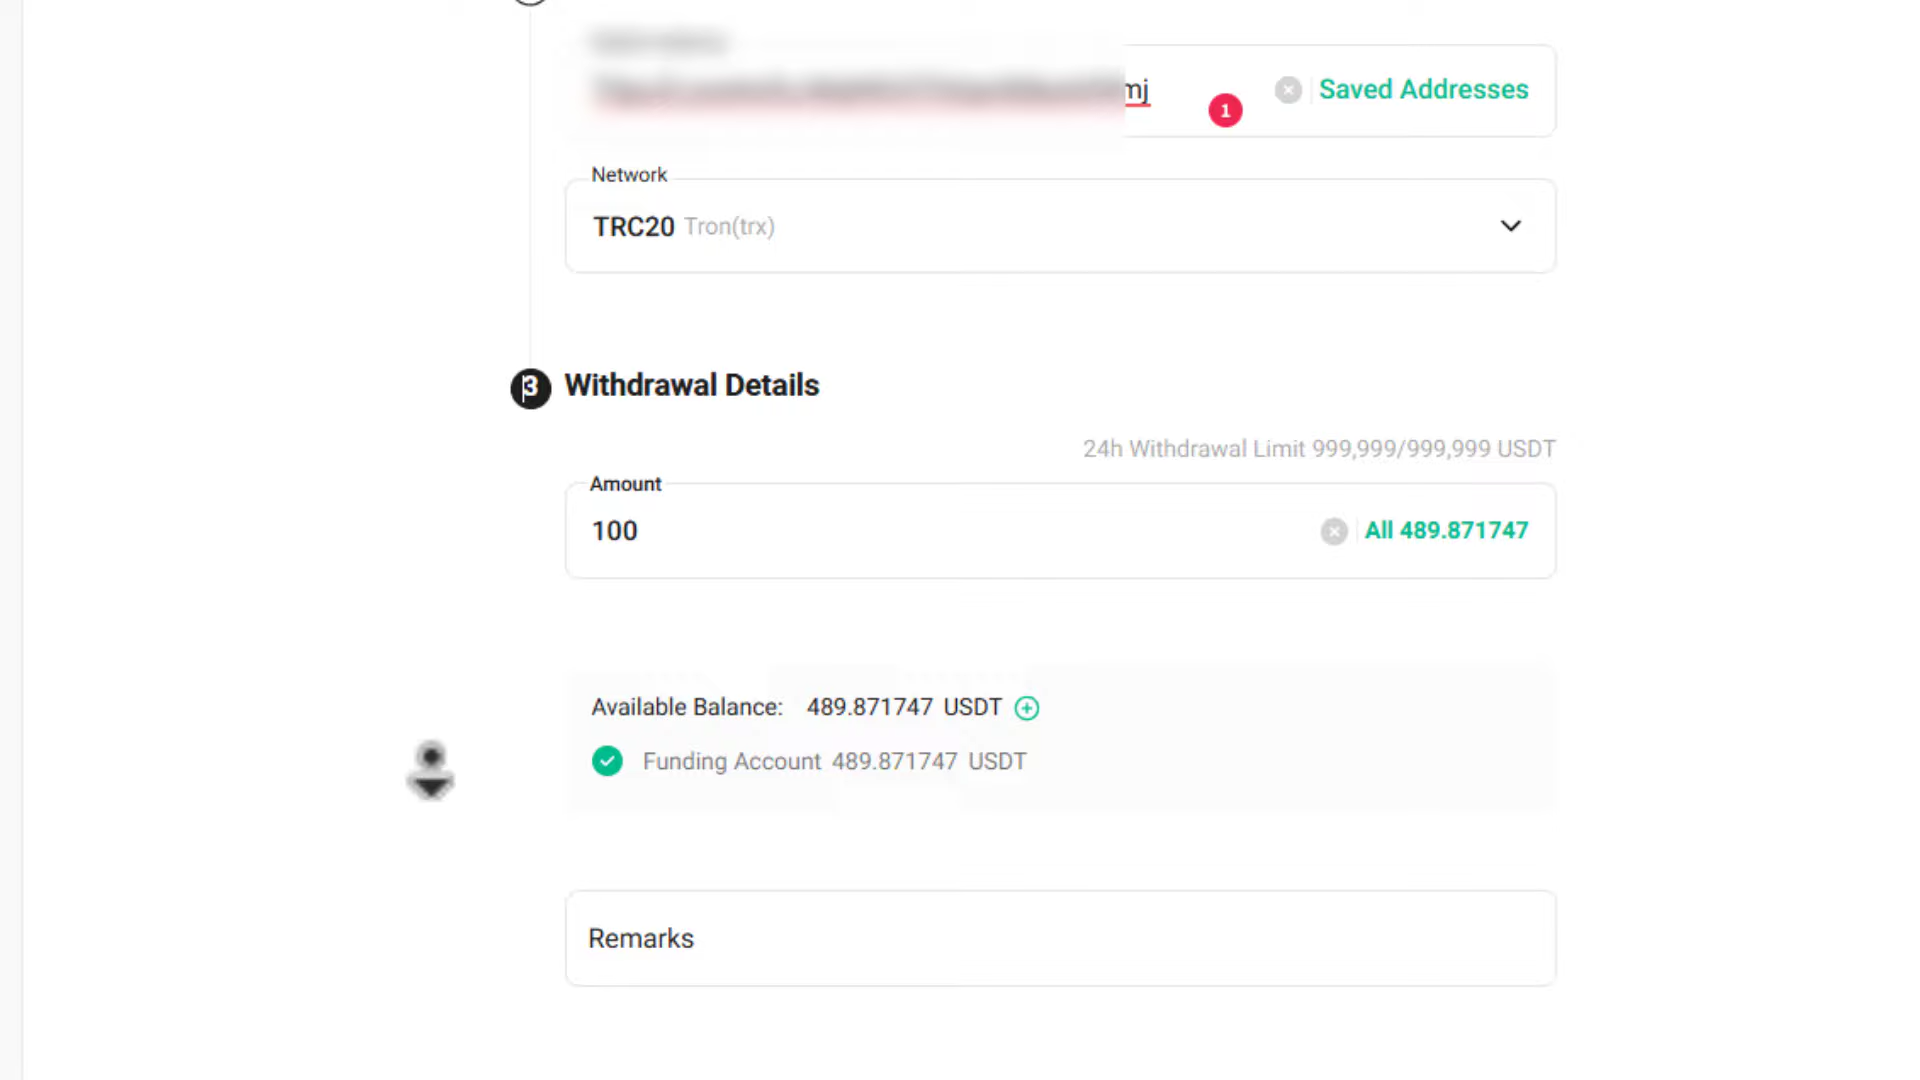 mj
1
Saved Addresses
Network
TRC20 Tron(trx)
3 Withdrawal Details
24h Withdrawal Limit 999,999/999,999 USDT
Amount
100
All 489.871747
Available Balance: 489.871747 USDT
Funding Account 489.871747 USDT
Remarks